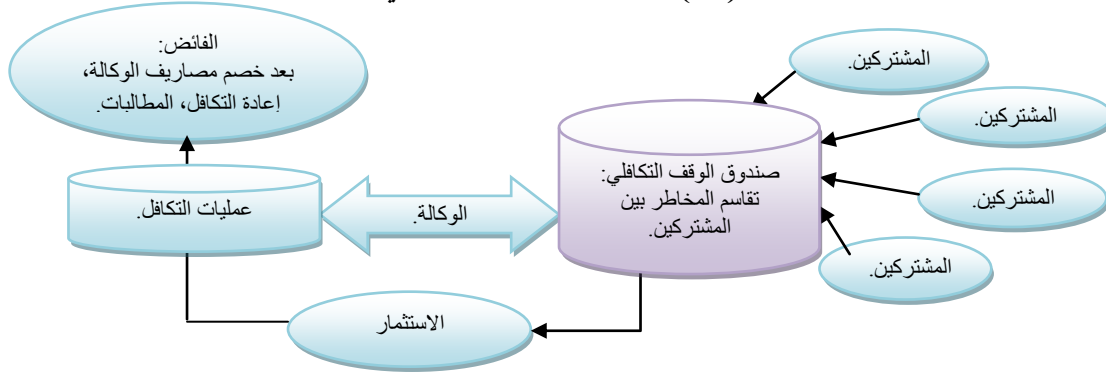 المشتركين.
المشتركين.
المشتركين.
المشتركين.
صندوق الوقف التكافلي:
تقاسم المخاطر بين
المشتركين.
الوكالة.
عمليات التكافل.
الفائض:
بعد خصم مصاريف الوكالة،
إعادة التكافل، المطالبات.
الاستثمار